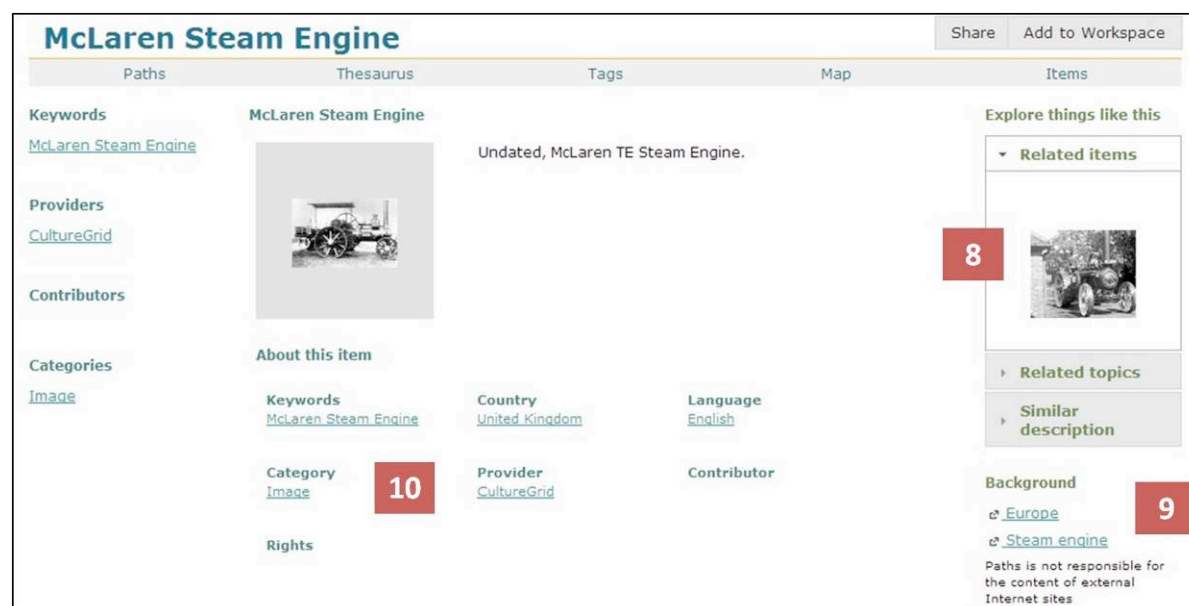 McLaren Steam Engine
Share
Add to Workspace
Paths
Thesaurus
Tags
Map
Items
Keywords
McLaren Steam Engine
Providers
CultureGrid
Contributors
Categories
Image
McLaren Steam Engine
Undated, McLaren TE Steam Engine.
About this item
Keywords
McLaren Steam Engine
Country
United Kingdom
Language
English
Category
Image
10
Provider
CultureGrid
Contributor
Rights
Explore things like this
Related items
8
Related topics
Similar
description
Background
Europe
9
Steam engine
Paths is not responsible for
the content of external
Internet sites